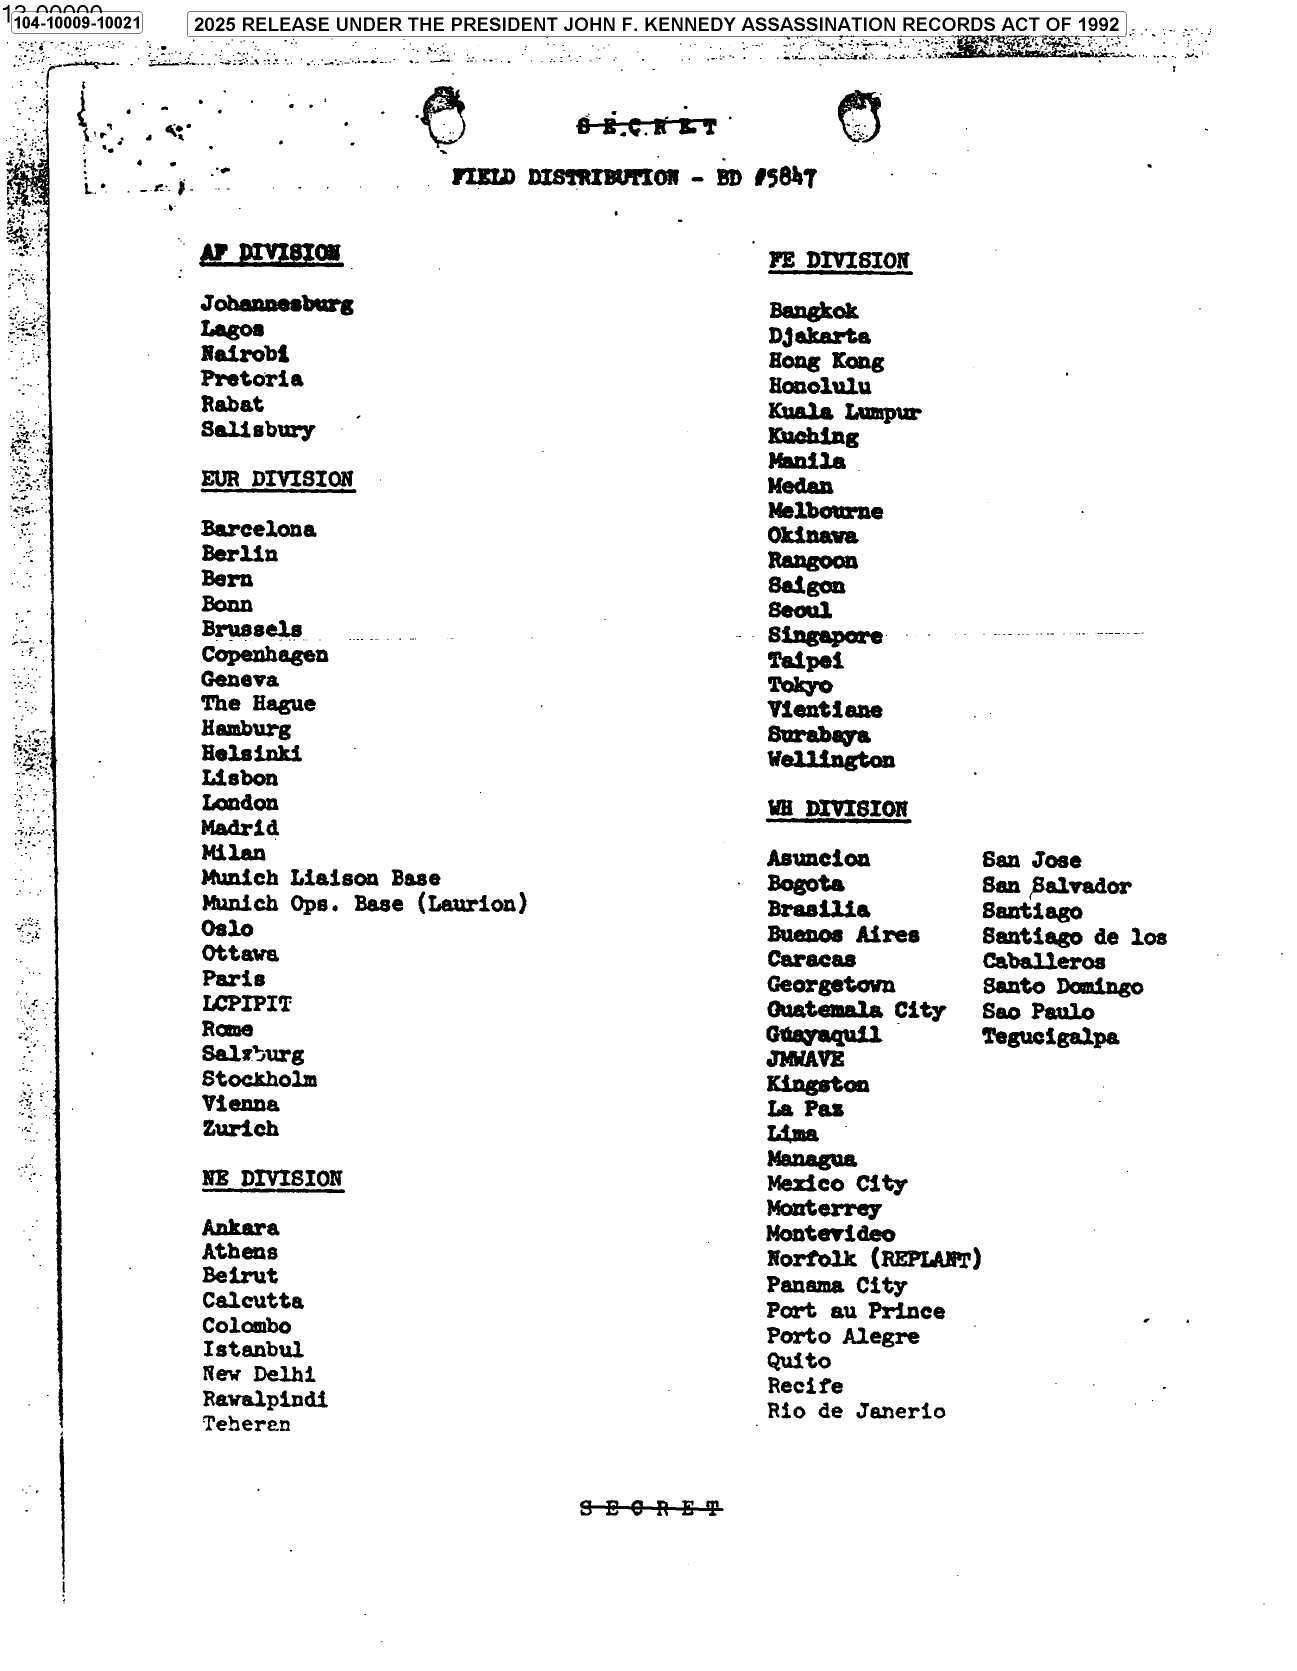 13-00000
104-10009-10021
2025 RELEASE UNDER THE PRESIDENT JOHN F. KENNEDY ASSASSINATION RECORDS ACT OF 1992
S E C R E T
FIELD DISTRIBUTION - BD #5847
AF DIVISION
Johannesburg
Lagos
Nairobi
Pretoria
Rabat
Salisbury
EUR DIVISION
Barcelona
Berlin
Bern
Bonn
Brussels
Copenhagen
Geneva
The Hague
Hamburg
Helsinki
Lisbon
London
Madrid
Milan
Munich Liaison Base
Munich Ops. Base (Laurion)
Oslo
Ottawa
Paris
LCPIPIT
Rome
Salzburg
Stockholm
Vienna
Zurich
NE DIVISION
Ankara
Athens
Beirut
Calcutta
Colombo
Istanbul
New Delhi
Rawalpindi
Teheran
FE DIVISION
Bangkok
Djakarta
Hong Kong
Honolulu
Kuala Lumpur
Kuching
Manila
Medan
Melbourne
Okinawa
Rangoon
Saigon
Seoul
Singapore
Taipei
Tokyo
Vientiane
Surabaya
Wellington
WH DIVISION
Asuncion
Bogota
Brasilia
Buenos Aires
Caracas
Georgetown
Guatemala City
Guayaquil
JMWAVE
Kingston
La Paz
Lima
Managua
Mexico City
Monterrey
Montevideo
Norfolk (REPLANT)
Panama City
Port au Prince
Porto Alegre
Quito
Recife
Rio de Janerio
San Jose
San Salvador
Santiago
Santiago de los
Caballeros
Santo Domingo
Sao Paulo
Tegucigalpa
S E C R E T